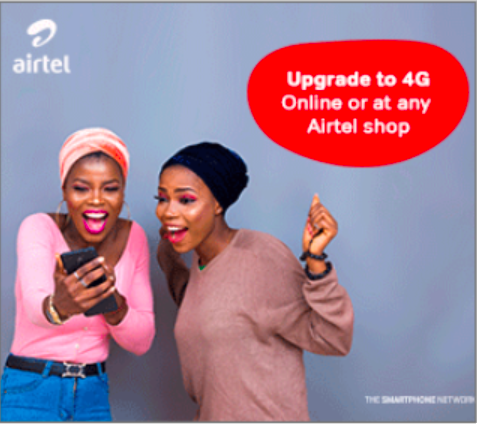 airtel
Upgrade to 4G
Online or at any
Airtel shop
THE SMARTPHONE NETWORK